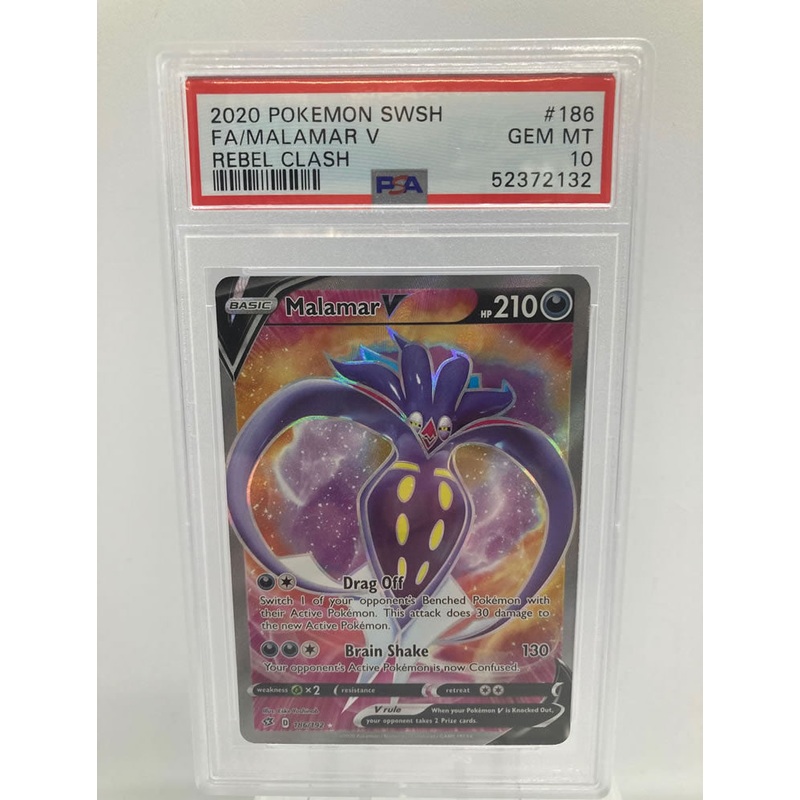 2020 POKEMON SWSH #186
FA/MALAMAR V GEM MT
REBEL CLASH 10
PSA 52372132
BASIC Malamar V HP 210
Drag Off
Switch 1 of your opponent's Benched Pokémon with
their Active Pokémon. This attack does 30 damage to
the new Active Pokémon.
Brain Shake 130
Your opponent's Active Pokémon is now Confused.
weakness ×2 resistance retreat
V rule When your Pokémon V is Knocked Out,
your opponent takes 2 Prize cards.
D 186/192